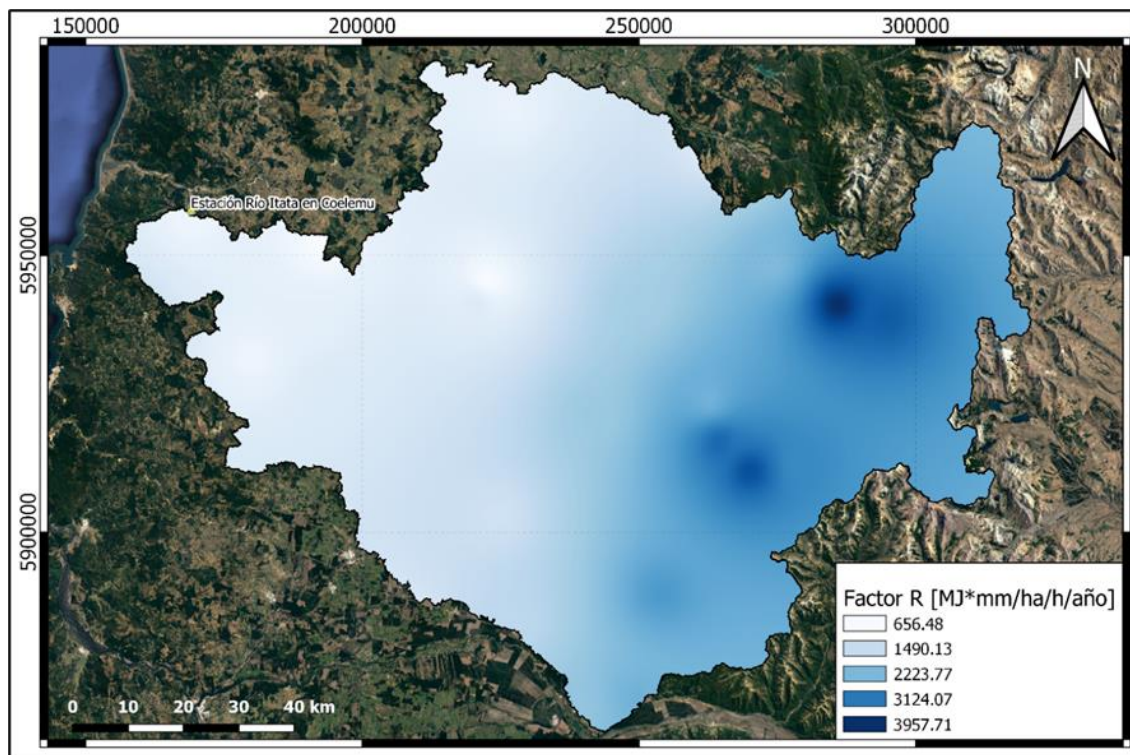 150000 200000 250000 300000
N
Estación Río Itata en Coelemu
5950000
5900000
Factor R [MJ*mm/ha/h/año]
656.48
1490.13
2223.77
3124.07
3957.71
0 10 20 30 40 km